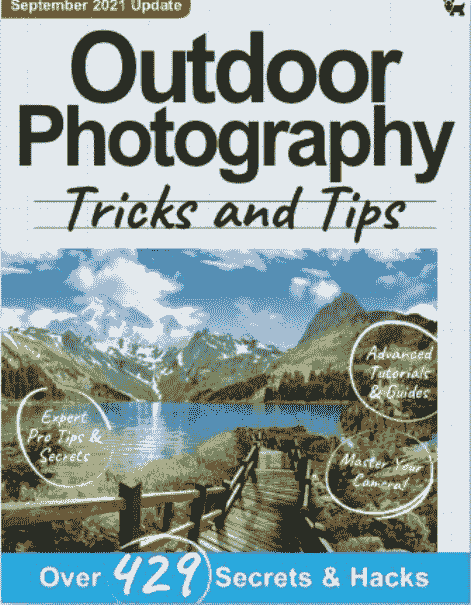 September 2021 Update
Outdoor
Photography
Tricks and Tips
Advanced
Tutorials
& Guides
Expert
Pro Tips &
Secrets
Master Your
Camera!
Over 429 Secrets & Hacks